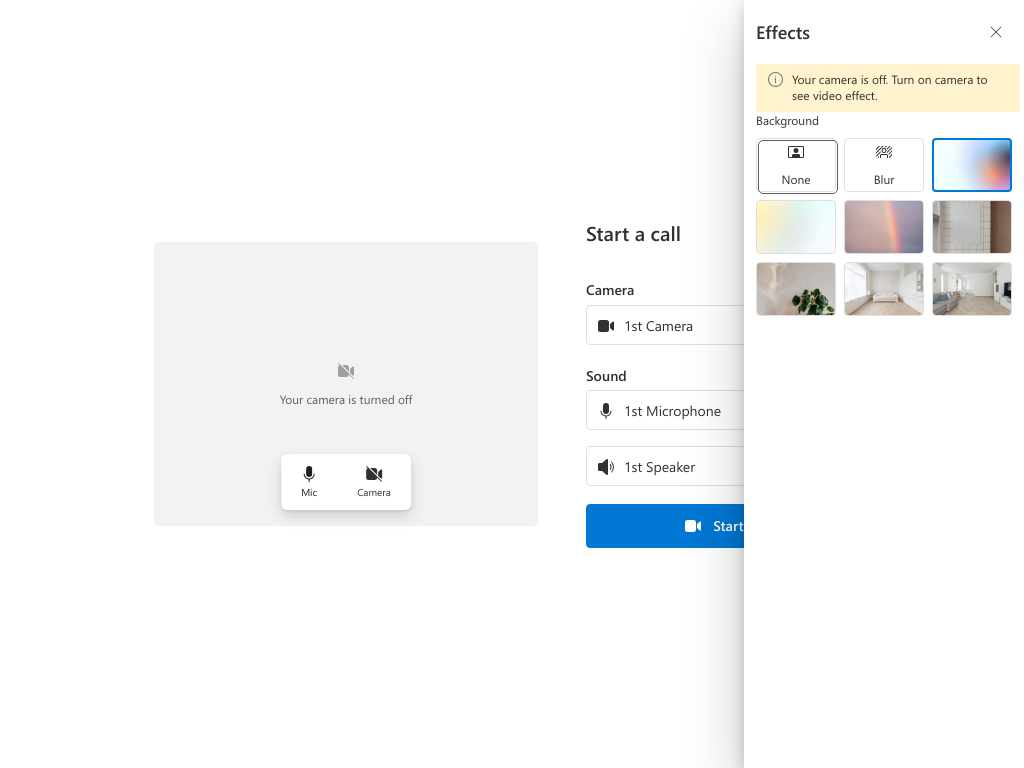 Effects
Your camera is off. Turn on camera to
see video effect.
Background
None
Blur
Start a call
Camera
1st Camera
Your camera is turned off
Sound
1st Microphone
1st Speaker
Mic
Camera
Start